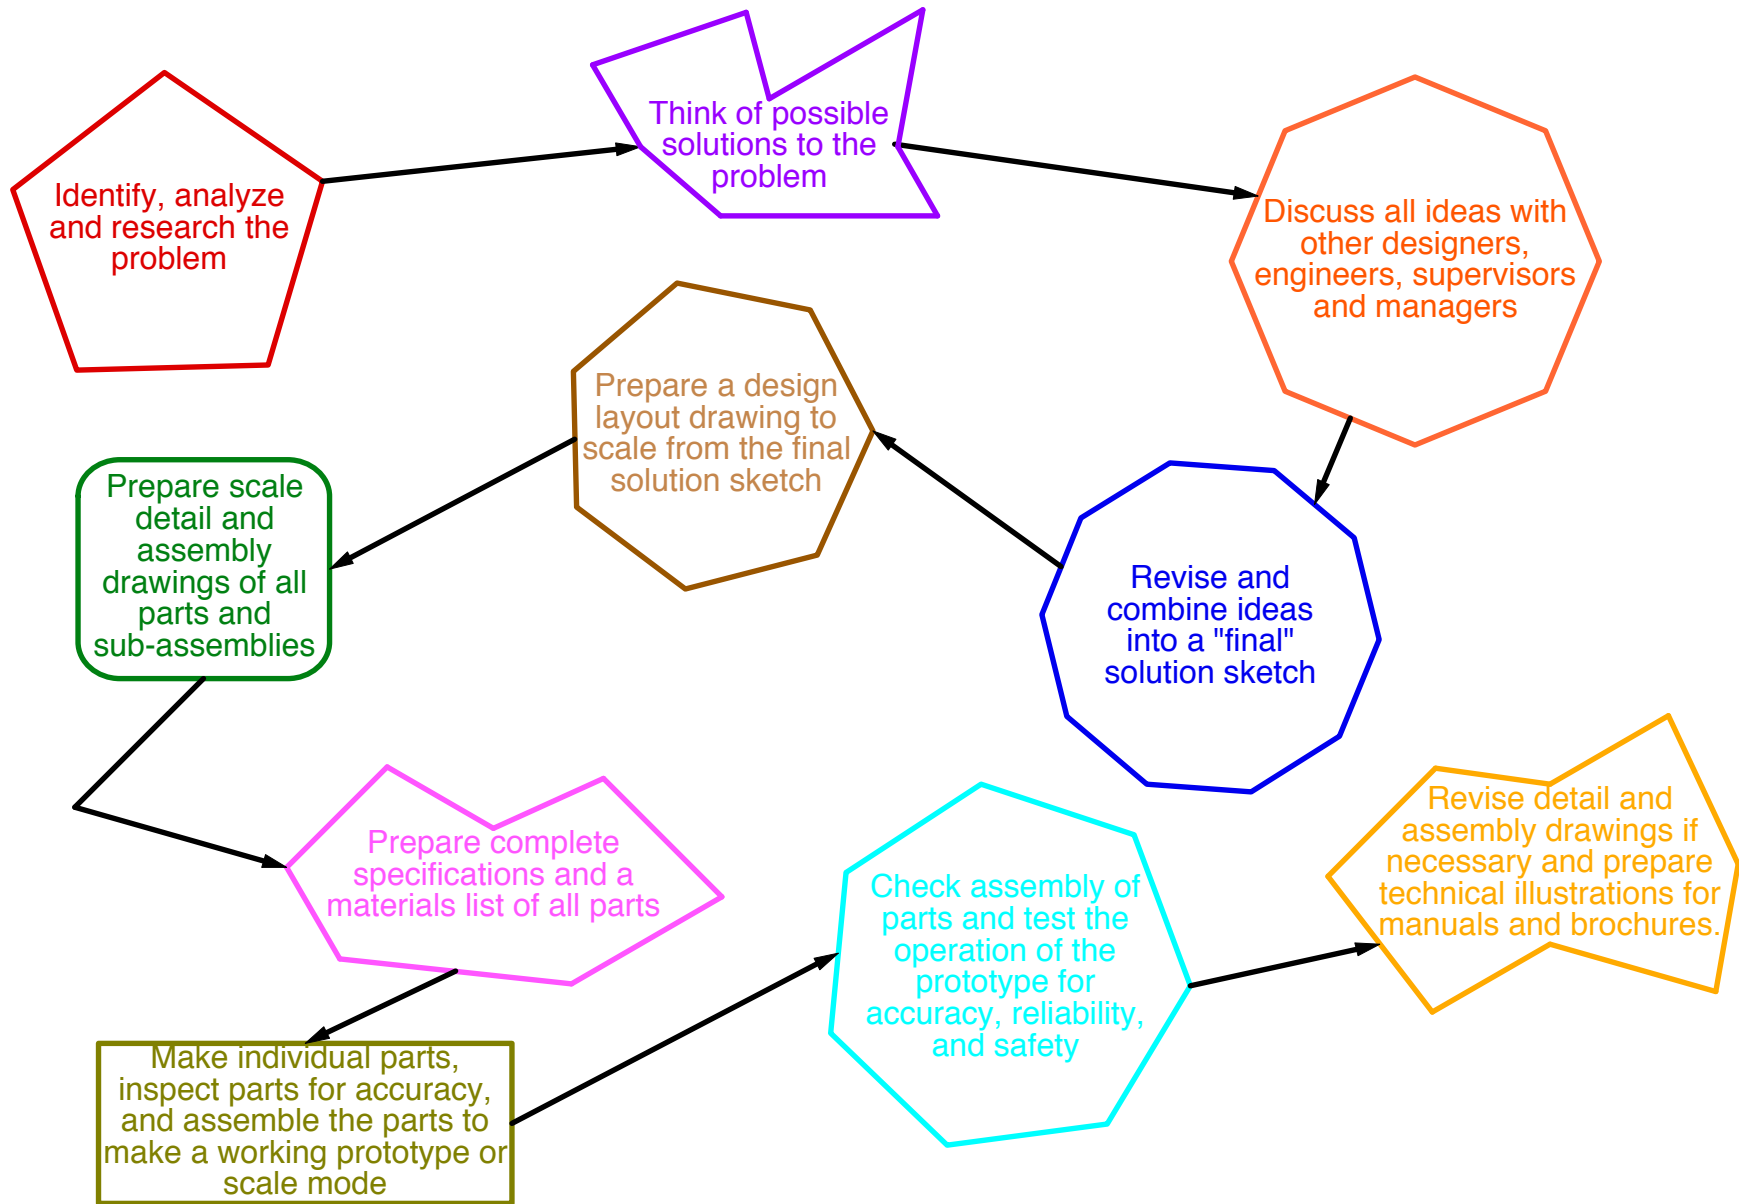 Identify, analyze
and research the
problem
Think of possible
solutions to the
problem
Discuss all ideas with
other designers,
engineers, supervisors
and managers
Revise and
combine ideas
into a "final"
solution sketch
Prepare a design
layout drawing to
scale from the final
solution sketch
Prepare scale
detail and
assembly
drawings of all
parts and
sub-assemblies
Prepare complete
specifications and a
materials list of all parts
Make individual parts,
inspect parts for accuracy,
and assemble the parts to
make a working prototype or
scale mode
Check assembly of
parts and test the
operation of the
prototype for
accuracy, reliability,
and safety
Revise detail and
assembly drawings if
necessary and prepare
technical illustrations for
manuals and brochures.